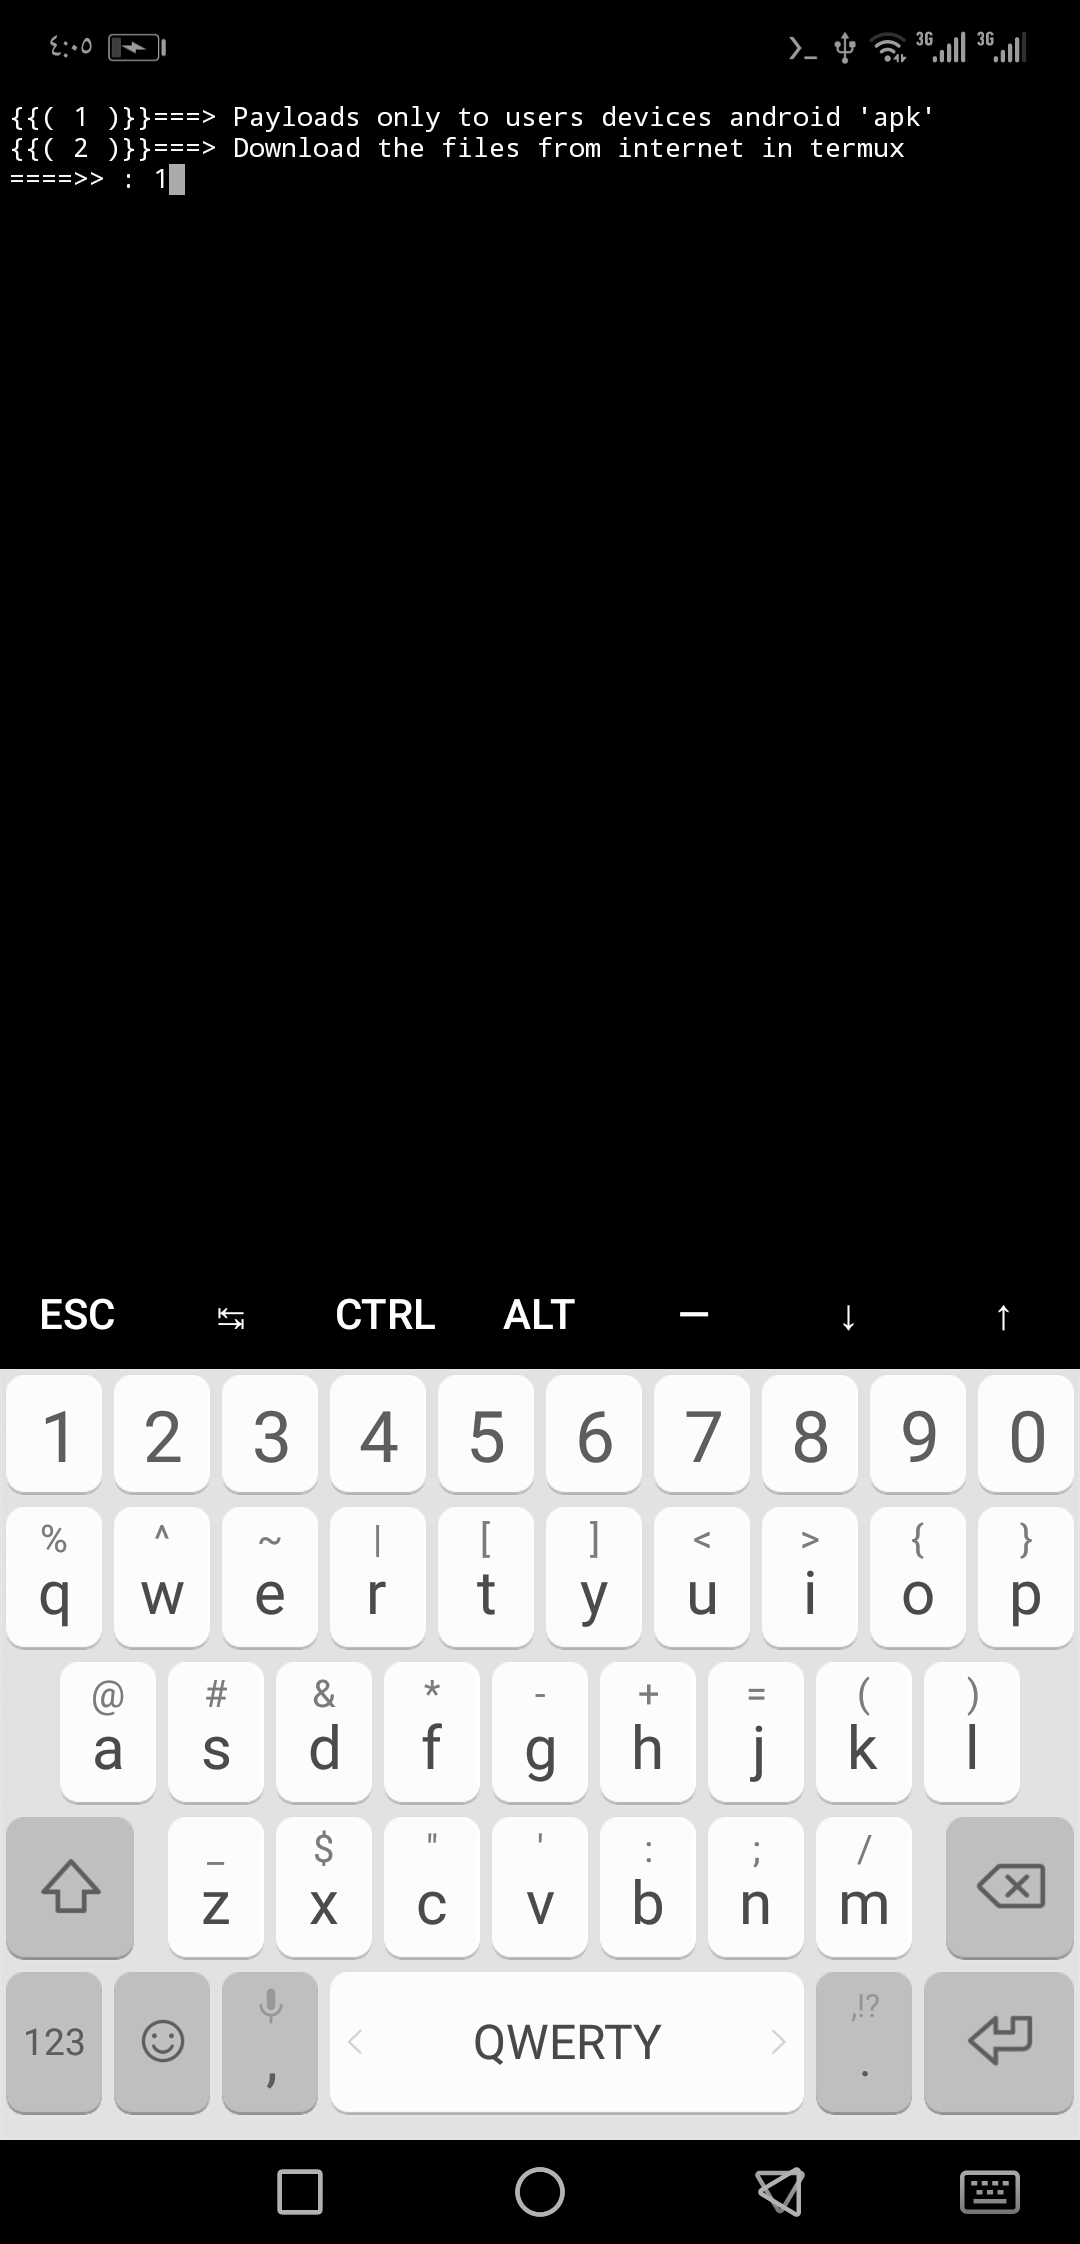 ٤:٠٥ 3G 3G
{{( 1 )}}===> Payloads only to users devices android 'apk'
{{( 2 )}}===> Download the files from internet in termux
====>> : 1
ESC ↹ CTRL ALT — ↓ ↑
1 2 3 4 5 6 7 8 9 0
% ^ ~ | [ ] < > { }
q w e r t y u i o p
@ # & * - + = ( )
a s d f g h j k l
_ $ " ' : ; /
z x c v b n m
,!?
123 , < QWERTY > .